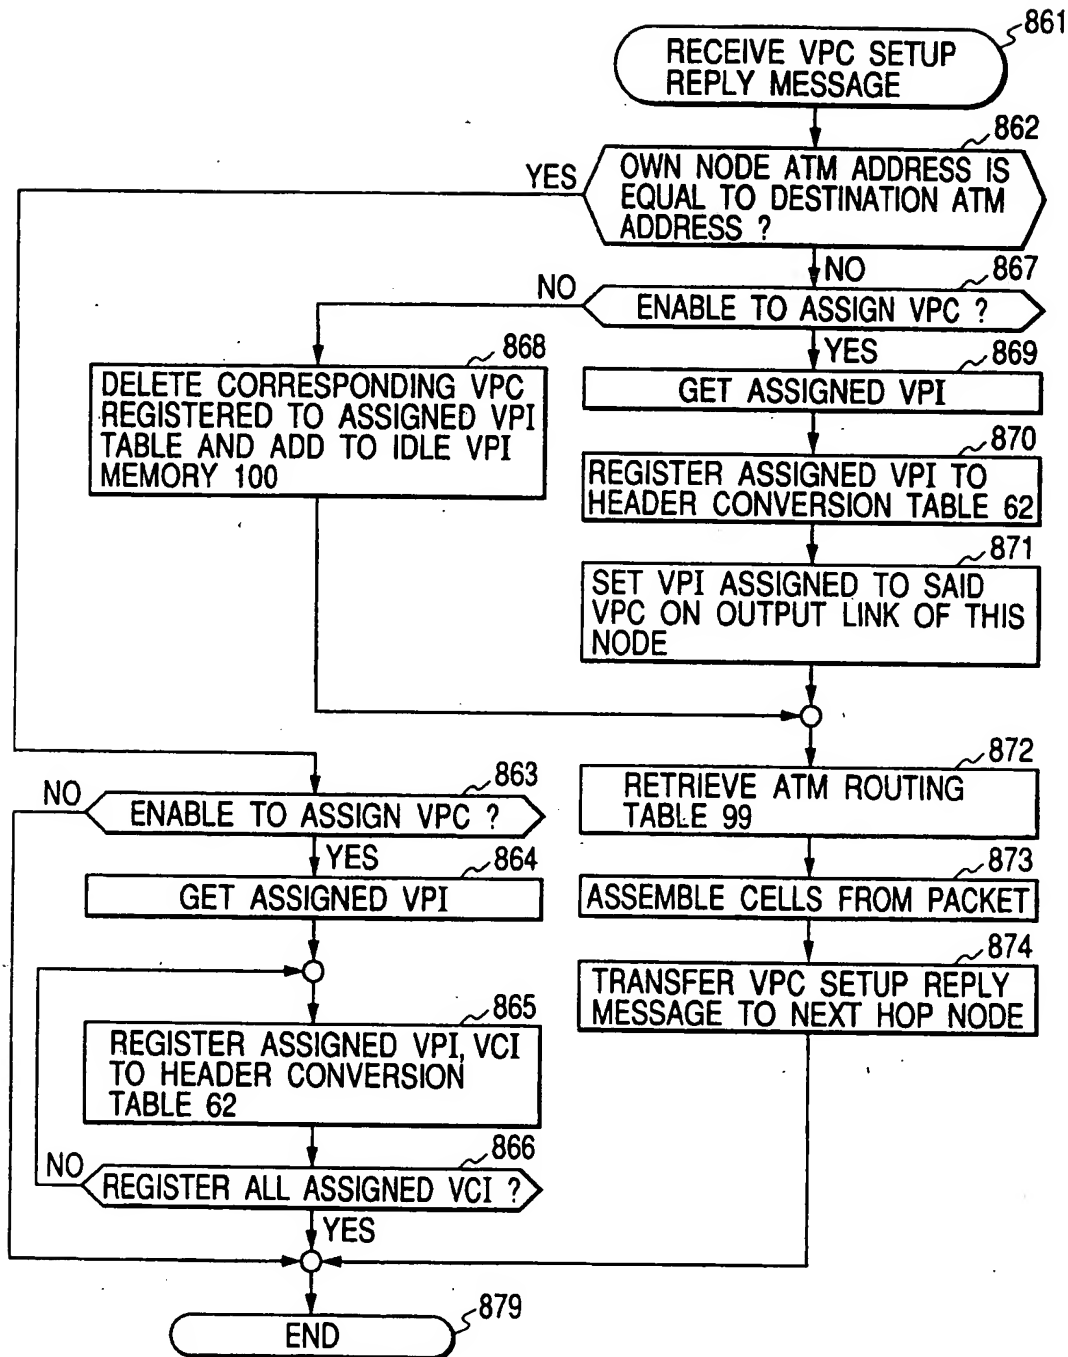 861
RECEIVE VPC SETUP
REPLY MESSAGE
862
YES
OWN NODE ATM ADDRESS IS
EQUAL TO DESTINATION ATM
ADDRESS ?
NO
867
NO
ENABLE TO ASSIGN VPC ?
868
YES
869
DELETE CORRESPONDING VPC
REGISTERED TO ASSIGNED VPI
TABLE AND ADD TO IDLE VPI
MEMORY 100
GET ASSIGNED VPI
870
REGISTER ASSIGNED VPI TO
HEADER CONVERSION TABLE 62
871
SET VPI ASSIGNED TO SAID
VPC ON OUTPUT LINK OF THIS
NODE
872
RETRIEVE ATM ROUTING
TABLE 99
873
ASSEMBLE CELLS FROM PACKET
874
TRANSFER VPC SETUP REPLY
MESSAGE TO NEXT HOP NODE
863
NO
ENABLE TO ASSIGN VPC ?
YES
864
GET ASSIGNED VPI
865
REGISTER ASSIGNED VPI, VCI
TO HEADER CONVERSION
TABLE 62
866
NO
REGISTER ALL ASSIGNED VCI ?
YES
879
END